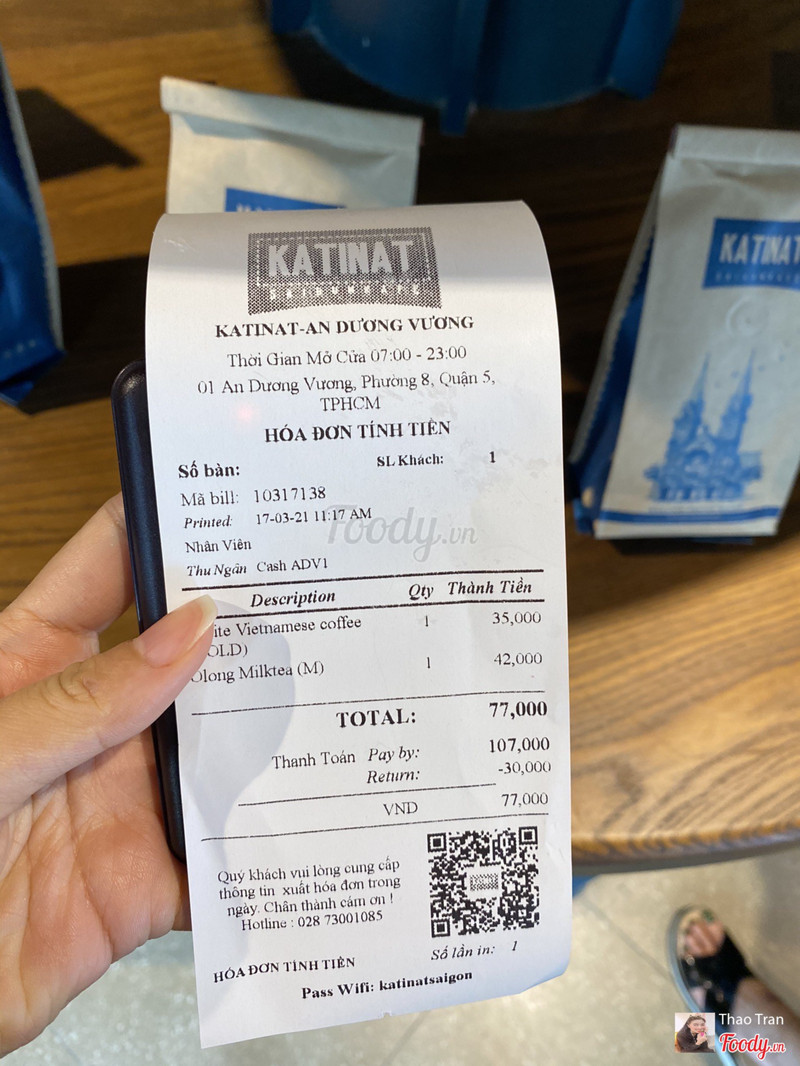 KATINAT
KATINAT-AN DƯƠNG VƯƠNG
Thời Gian Mở Cửa 07:00 - 23:00
01 An Dương Vương, Phường 8, Quận 5,
TPHCM
HÓA ĐƠN TÍNH TIỀN
Số bàn: SL Khách: 1
Mã bill: 10317138
Printed: 17-03-21 11:17 AM
Nhân Viên
Thu Ngân Cash ADV1
Description Qty Thành Tiền
Vietnamese coffee 1 35,000
Milktea (M) 1 42,000
TOTAL: 77,000
Thanh Toán Pay by: 107,000
Return: -30,000
VND 77,000
Quý khách vui lòng cung cấp
thông tin xuất hóa đơn trong
ngày. Chân thành cám ơn !
Hotline : 028 73001085
Số lần in: 1
HÓA ĐƠN TÍNH TIỀN
Pass Wifi: katinatsaigon
KATINAT
Foody.vn
Thao Tran
Foody.vn